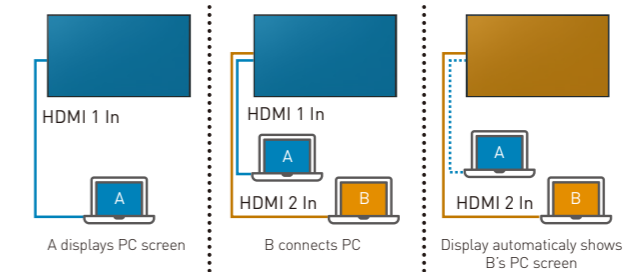 HDMI 1 In
A
A displays PC screen
HDMI 1 In
A
HDMI 2 In
B
B connects PC
A
HDMI 2 In
B
Display automaticaly shows
B's PC screen